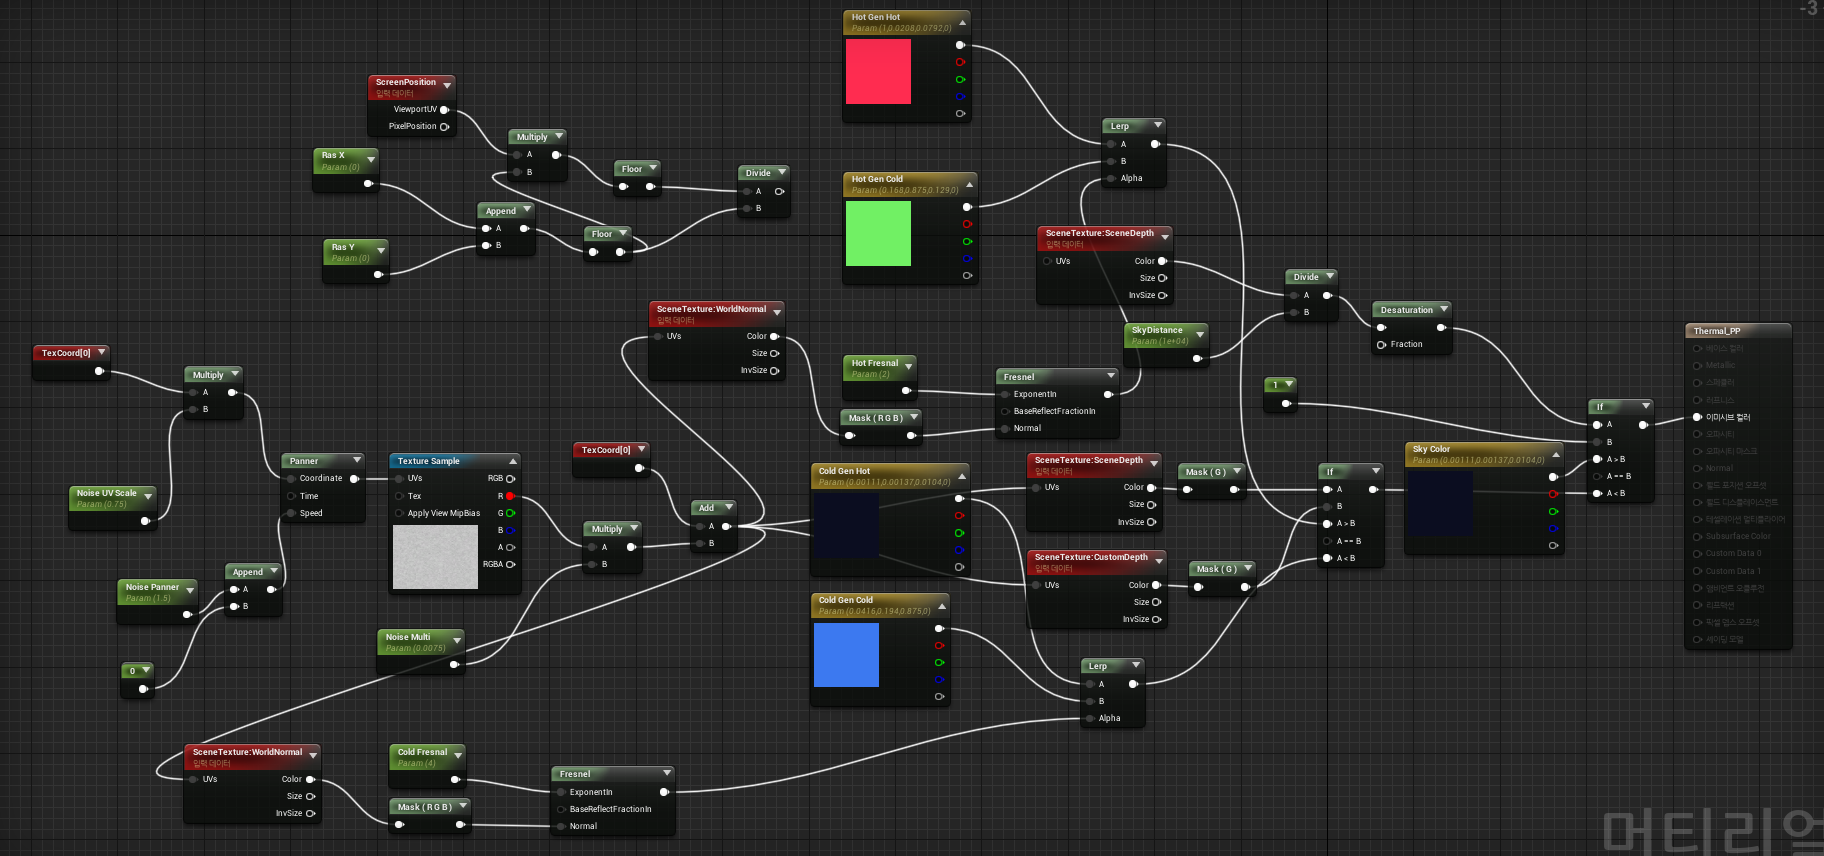 -3
Hot Gen Hot
Param (1,0.0208,0.0792,0)
ScreenPosition
입력 데이터
ViewportUV
PixelPosition
Multiply
A
B
Ras X
Param (0)
Floor
Divide
A
B
Append
A
B
Ras Y
Param (0)
Floor
Hot Gen Cold
Param (0.168,0.875,0.129,0)
Lerp
A
B
Alpha
SceneTexture:SceneDepth
입력 데이터
UVs
Color
Size
InvSize
Divide
A
B
Desaturation
Fraction
SkyDistance
Param (1e+04)
SceneTexture:WorldNormal
입력 데이터
UVs
Color
Size
InvSize
Hot Fresnal
Param (2)
Mask ( R G B )
Fresnel
ExponentIn
BaseReflectFractionIn
Normal
1
TexCoord[0]
Multiply
A
B
Noise UV Scale
Param (0.75)
Panner
Coordinate
Time
Speed
Noise Panner
Param (1.5)
Append
A
B
0
Texture Sample
UVs
Tex
Apply View MipBias
RGB
R
G
B
A
RGBA
TexCoord[0]
Multiply
A
B
Noise Multi
Param (0.0075)
Add
A
B
Cold Gen Hot
Param (0.00111,0.00137,0.0104,0)
Cold Gen Cold
Param (0.0416,0.194,0.875,0)
SceneTexture:SceneDepth
입력 데이터
UVs
Color
Size
InvSize
Mask ( G )
SceneTexture:CustomDepth
입력 데이터
UVs
Color
Size
InvSize
Mask ( G )
If
A
B
A > B
A == B
A < B
Sky Color
Param (0.00111,0.00137,0.0104,0)
If
A
B
A > B
A == B
A < B
Lerp
A
B
Alpha
SceneTexture:WorldNormal
입력 데이터
UVs
Color
Size
InvSize
Cold Fresnal
Param (4)
Mask ( R G B )
Fresnel
ExponentIn
BaseReflectFractionIn
Normal
Thermal_PP
베이스 컬러
Metallic
스페큘러
러프니스
이미시브 컬러
오파시티
오파시티 마스크
Normal
월드 포지션 오프셋
월드 디스플레이스먼트
테셀레이션 멀티플라이어
Subsurface Color
Custom Data 0
Custom Data 1
앰비언트 오클루전
리프랙션
픽셀 뎁스 오프셋
셰이딩 모델
머티리얼